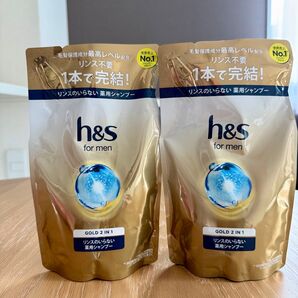 毛髪保護成分最高レベル配合
リンス不要
1本で完結!
リンスのいらない 薬用シャンプー
No.1
h&s
for men
GOLD 2 IN 1
リンスのいらない
薬用シャンプー
毛髪保護成分最高レベル配合
リンス不要
1本で完結!
リンスのいらない 薬用シャンプー
No.1
h&s
for men
GOLD 2 IN 1
リンスのいらない
薬用シャンプー